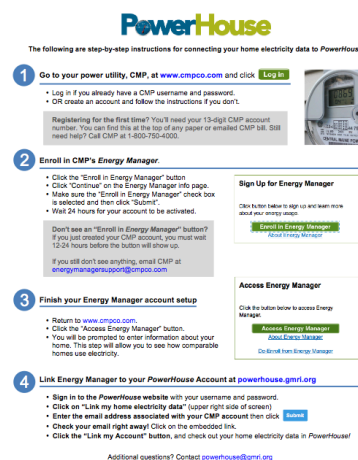 PowerHouse
The following are step-by-step instructions for connecting your home electricity data to PowerHous
1 Go to your power utility, CMP, at www.cmpco.com and click Log In
• Log in if you already have a CMP username and password.
• OR create an account and follow the instructions if you don't.
Registering for the first time? You'll need your 13-digit CMP account
number. You can find this at the top of any paper or emailed CMP bill. Still
need help? Call CMP at 1-800-750-4000.
2 Enroll in CMP's Energy Manager.
• Click the "Enroll in Energy Manager" button
• Click "Continue" on the Energy Manager info page.
• Make sure the "Enroll in Energy Manager" check box
is selected and then click "Submit".
• Wait 24 hours for your account to be activated.
Don't see an "Enroll in Energy Manager" button?
If you just created your CMP account, you must wait
12-24 hours before the button will show up.
If you still don't see anything, email CMP at
energymanagersupport@cmpco.com
Sign Up for Energy Manager
Click button below to sign up and learn more
about your energy usage:
Enroll in Energy Manager
About Energy Manager
3 Finish your Energy Manager account setup
• Return to www.cmpco.com.
• Click the "Access Energy Manager" button.
• You will be prompted to enter information about your
home. This step will allow you to see how comparable
homes use electricity.
Access Energy Manager
Click the button below to access Energy
Manager.
Access Energy Manager
About Energy Manager
De-Enroll from Energy Manager
4 Link Energy Manager to your PowerHouse Account at powerhouse.gmri.org
• Sign in to the PowerHouse website with your username and password.
• Click on "Link my home electricity data" (upper right side of screen)
• Enter the email address associated with your CMP account then click Submit
• Check your email right away! Click on the embedded link.
• Click the "Link my Account" button, and check out your home electricity data in PowerHouse!
Additional questions? Contact powerhouse@gmri.org